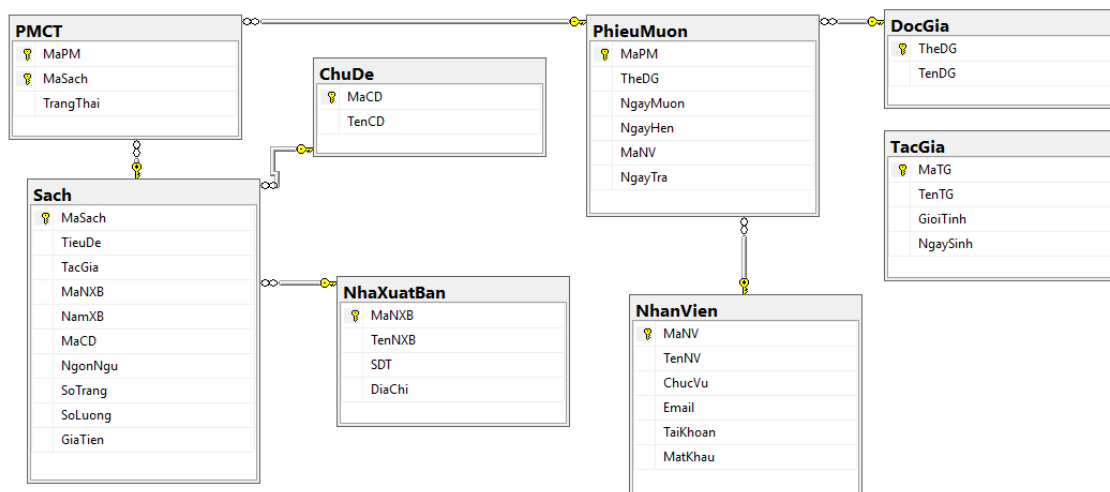 PMCT
MaPM
MaSach
TrangThai
ChuDe
MaCD
TenCD
PhieuMuon
MaPM
TheDG
NgayMuon
NgayHen
MaNV
NgayTra
DocGia
TheDG
TenDG
TacGia
MaTG
TenTG
GioiTinh
NgaySinh
Sach
MaSach
TieuDe
TacGia
MaNXB
NamXB
MaCD
NgonNgu
SoTrang
SoLuong
GiaTien
NhaXuatBan
MaNXB
TenNXB
SDT
DiaChi
NhanVien
MaNV
TenNV
ChucVu
Email
TaiKhoan
MatKhau